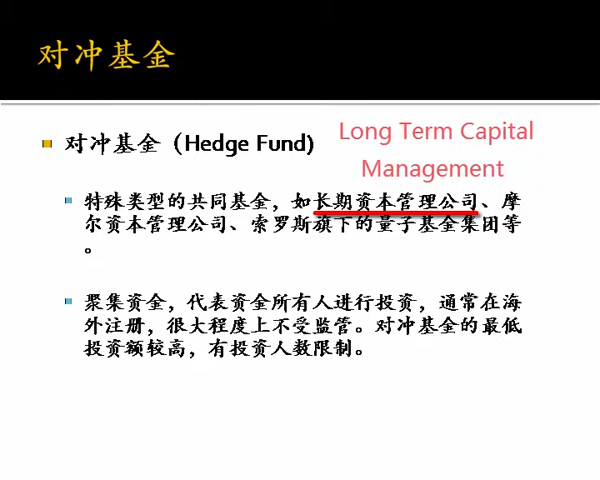 对冲基金
对冲基金（Hedge Fund)
Long Term Capital
Management
特殊类型的共同基金，如长期资本管理公司、摩
尔资本管理公司、索罗斯旗下的量子基金集团等
。
聚集资金，代表资金所有人进行投资，通常在海
外注册，很大程度上不受监管。对冲基金的最低
投资额较高，有投资人数限制。